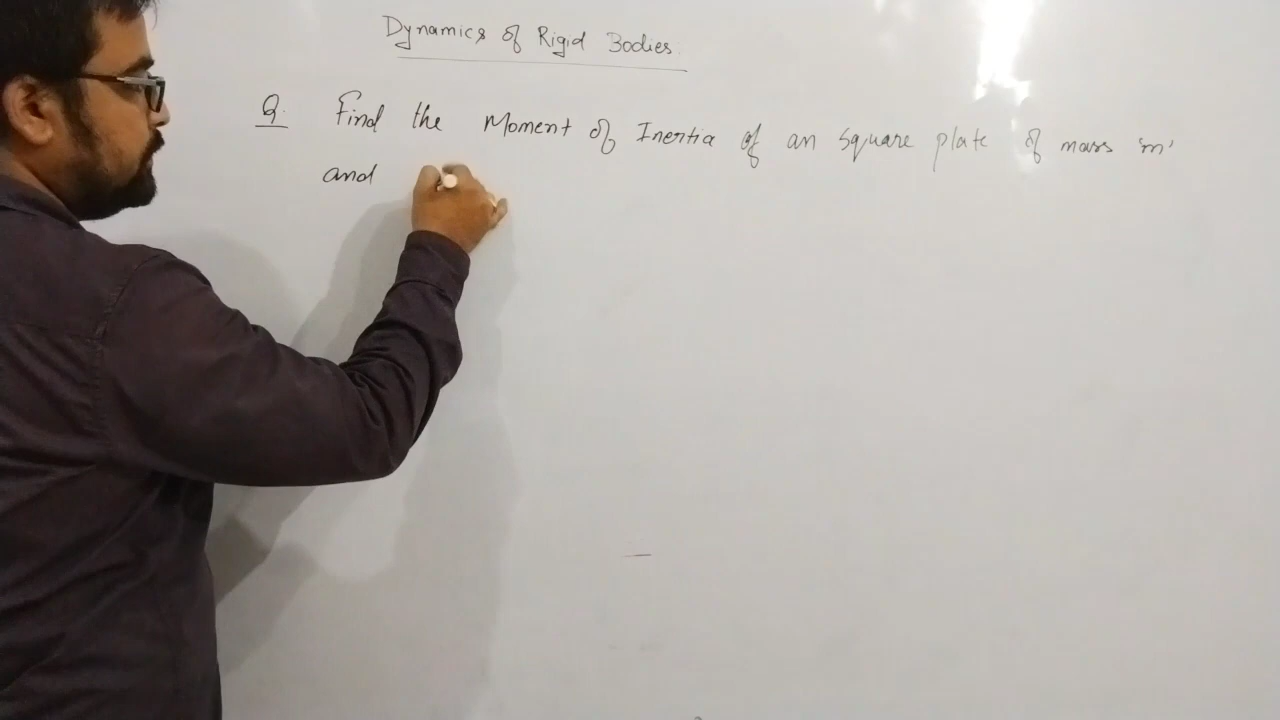 Dynamics of Rigid Bodies.
Q. Find the Moment of Inertia of an square plate of mass 'm'
and